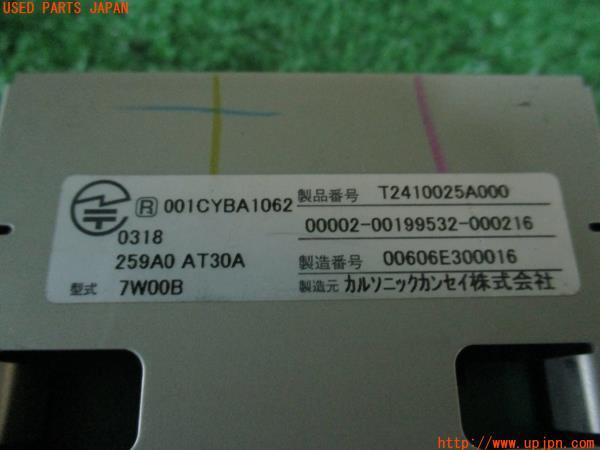 USED PARTS JAPAN
R 001CYBA1062
0318
259A0 AT30A
型式 7W00B
製品番号 T2410025A000
00002-00199532-000216
製造番号 00606E300016
製造元 カルソニックカンセイ株式会社
http://www.upjpn.com